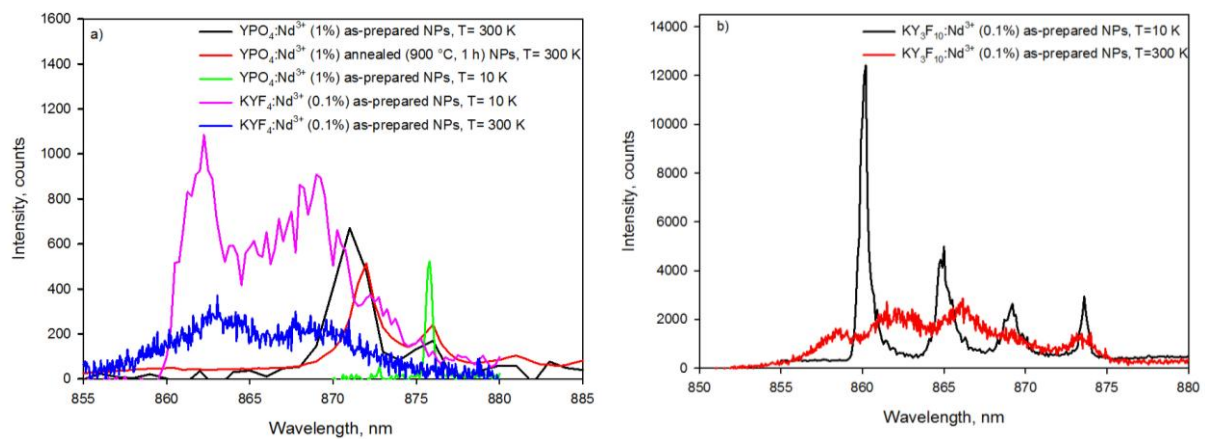 a)
YPO₄:Nd³⁺ (1%) as-prepared NPs, T= 300 K
YPO₄:Nd³⁺ (1%) annealed (900 °C, 1 h) NPs, T= 300 K
YPO₄:Nd³⁺ (1%) as-prepared NPs, T= 10 K
KYF₄:Nd³⁺ (0.1%) as-prepared NPs, T= 10 K
KYF₄:Nd³⁺ (0.1%) as-prepared NPs, T= 300 K
Intensity, counts
1600
1400
1200
1000
800
600
400
200
0
855 860 865 870 875 880 885
Wavelength, nm
b)
KY₃F₁₀:Nd³⁺ (0.1%) as-prepared NPs, T=10 K
KY₃F₁₀:Nd³⁺ (0.1%) as-prepared NPs, T=300 K
Intensity, counts
14000
12000
10000
8000
6000
4000
2000
0
850 855 860 865 870 875 880
Wavelength, nm